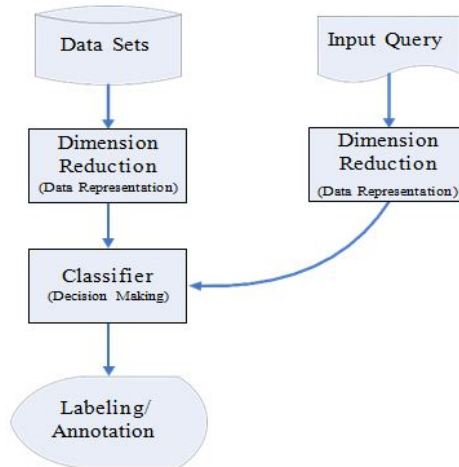 Data Sets
Input Query
Dimension
Reduction
(Data Representation)
Dimension
Reduction
(Data Representation)
Classifier
(Decision Making)
Labeling/
Annotation